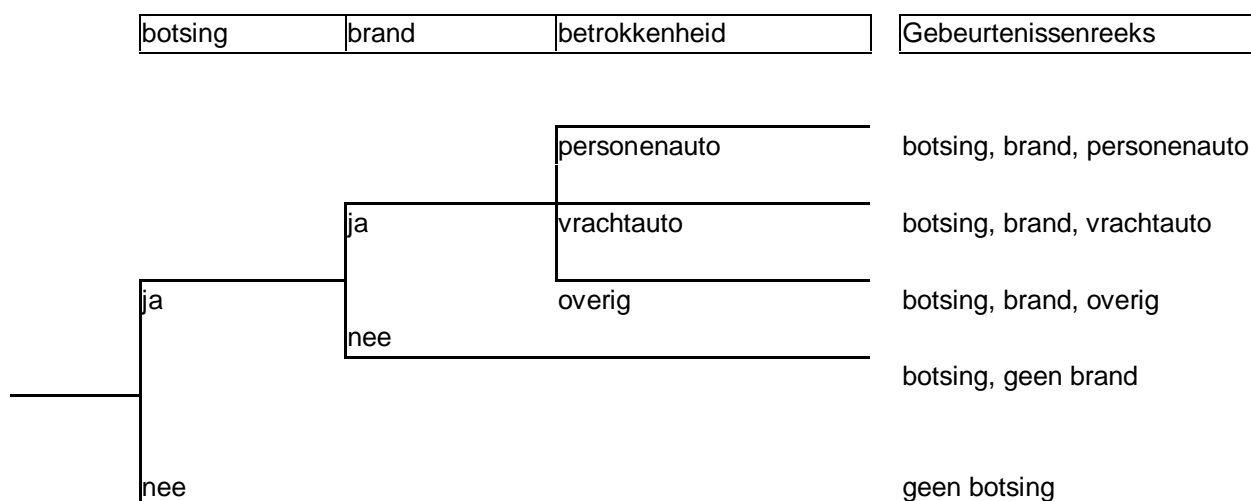 botsing brand betrokkenheid Gebeurtenissenreeks
personenauto botsing, brand, personenauto
ja vrachtauto botsing, brand, vrachtauto
ja overig botsing, brand, overig
nee
botsing, geen brand
nee geen botsing